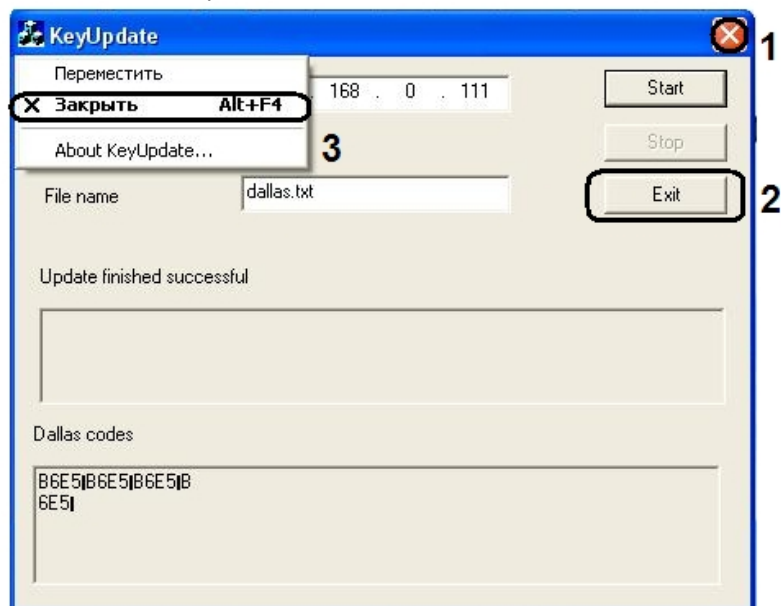 KeyUpdate
1
Переместить
Закрыть Alt+F4
About KeyUpdate...
. 168 . 0 . 111
Start
3
Stop
File name
dallas.txt
Exit
2
Update finished successful
Dallas codes
B6E5|B6E5|B6E5|B
6E5|